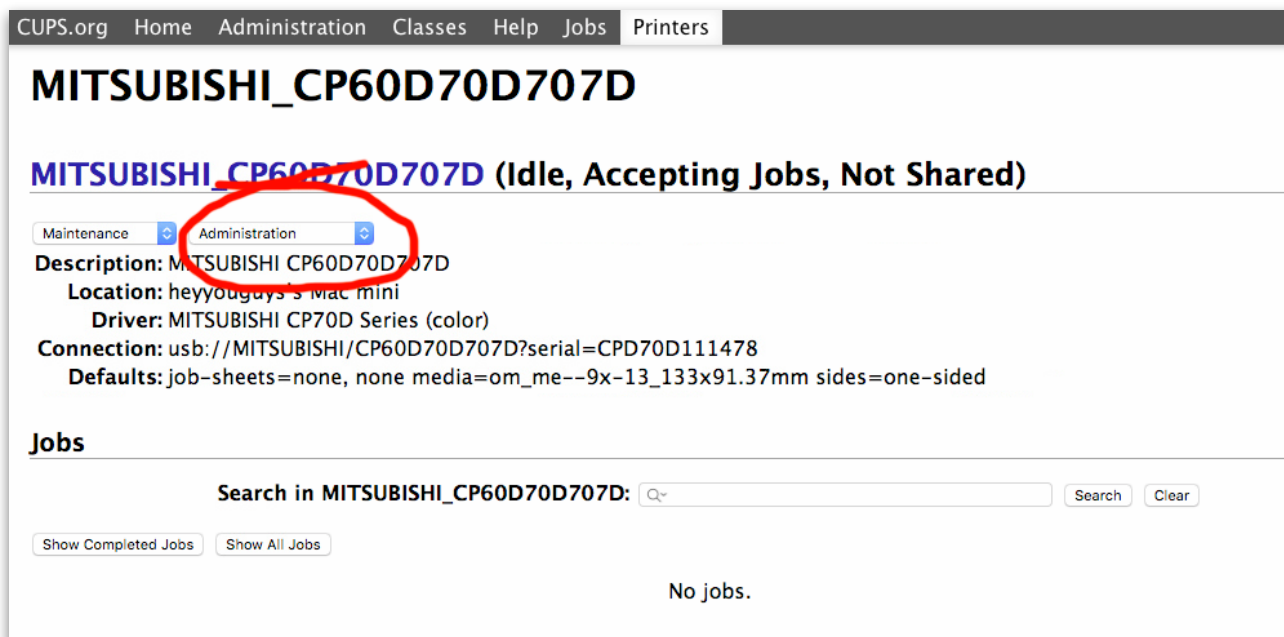 CUPS.org Home Administration Classes Help Jobs Printers
MITSUBISHI_CP60D70D707D
MITSUBISHI_CP60D70D707D (Idle, Accepting Jobs, Not Shared)
Maintenance Administration
Description: MITSUBISHI CP60D70D707D
Location: heyyouguys's Mac mini
Driver: MITSUBISHI CP70D Series (color)
Connection: usb://MITSUBISHI/CP60D70D707D?serial=CPD70D111478
Defaults: job-sheets=none, none media=om_me--9x-13_133x91.37mm sides=one-sided
Jobs
Search in MITSUBISHI_CP60D70D707D: Search Clear
Show Completed Jobs Show All Jobs
No jobs.